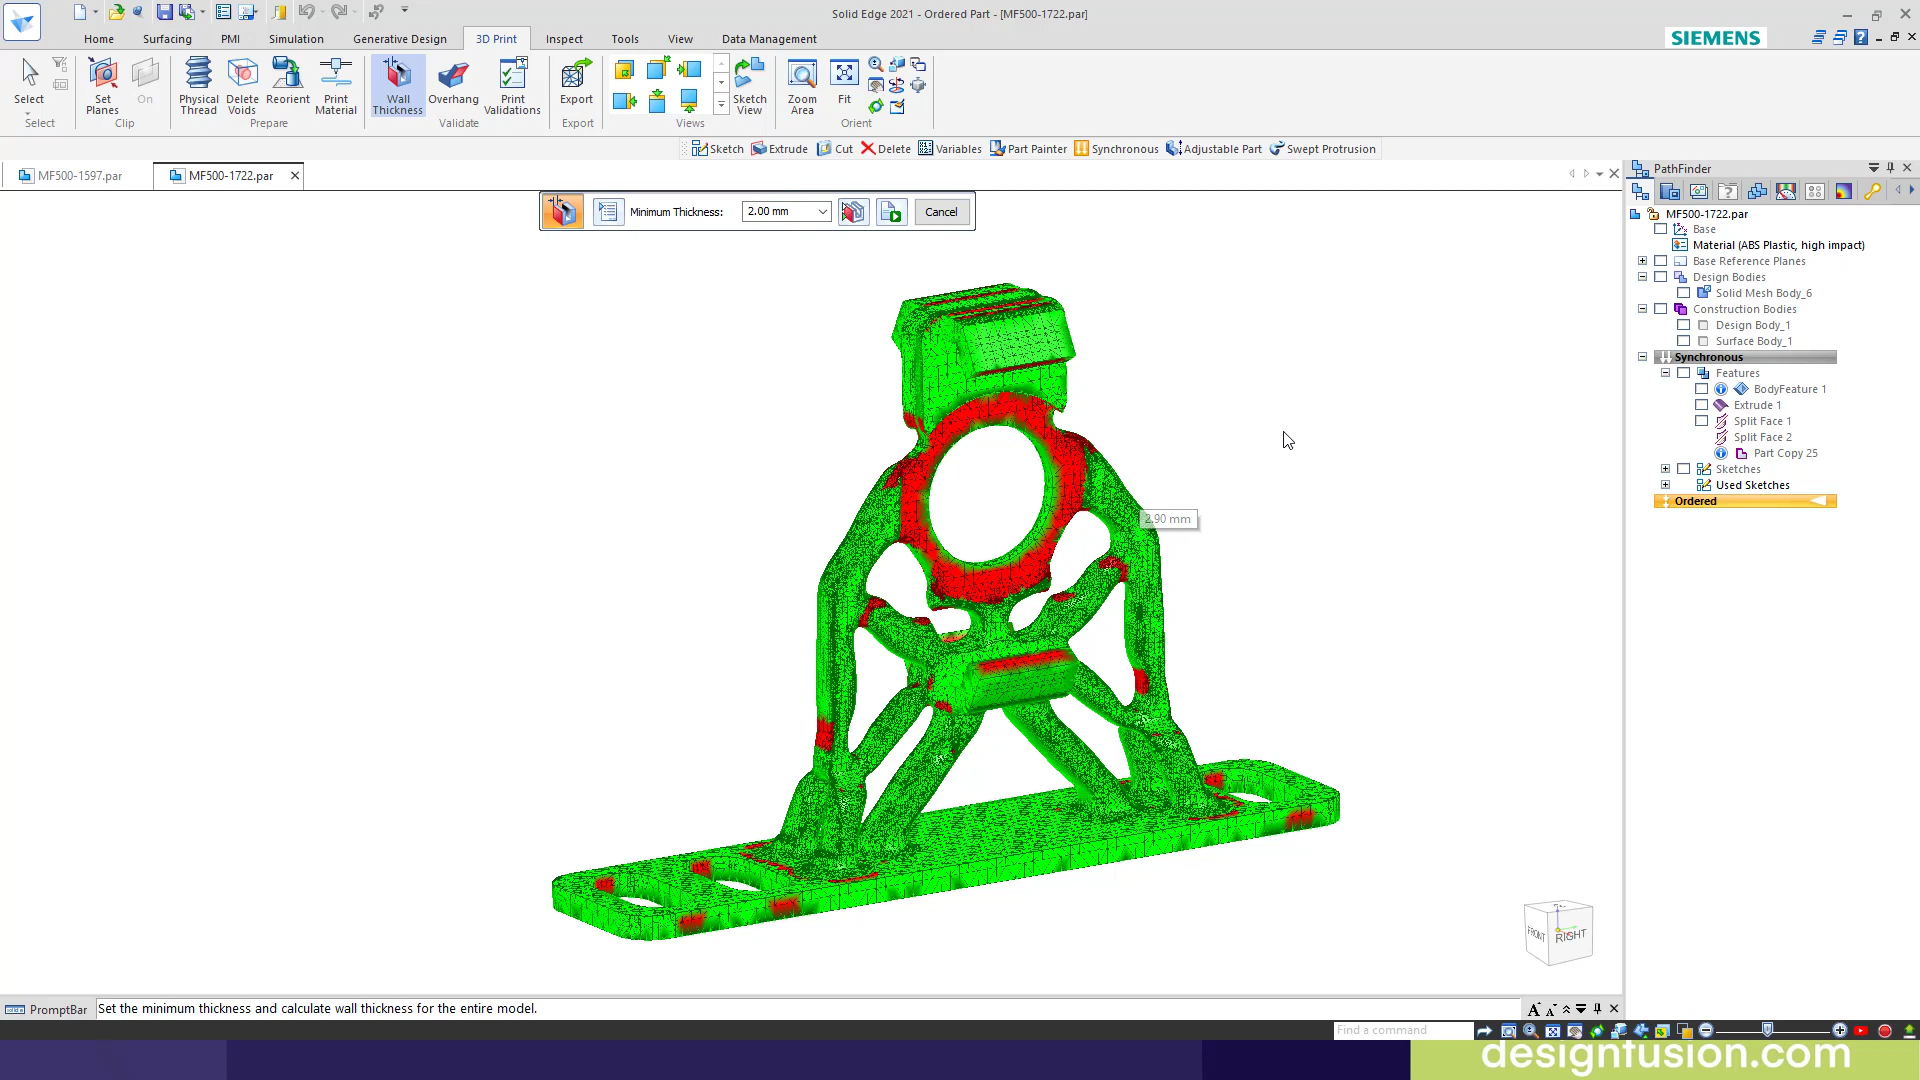 Solid Edge 2021 - Ordered Part - [MF500-1722.par]
Home Surfacing PMI Simulation Generative Design 3D Print Inspect Tools View Data Management
SIEMENS
Select
Set Planes
On
Physical Thread
Delete Voids
Reorient
Print Material
Wall Thickness
Overhang
Print Validations
Export
Sketch View
Zoom Area
Fit
Select Clip Prepare Validate Export Views Orient
Sketch Extrude Cut Delete Variables Part Painter Synchronous Adjustable Part Swept Protrusion
MF500-1597.par
MF500-1722.par
Minimum Thickness: 2.00 mm Cancel
2.90 mm
FRONT
RIGHT
PathFinder
MF500-1722.par
Base
Material (ABS Plastic, high impact)
Base Reference Planes
Design Bodies
Solid Mesh Body_6
Construction Bodies
Design Body_1
Surface Body_1
Synchronous
Features
BodyFeature 1
Extrude 1
Split Face 1
Split Face 2
Part Copy 25
Sketches
Used Sketches
Ordered
PromptBar
Set the minimum thickness and calculate wall thickness for the entire model.
Find a command
designfusion.com